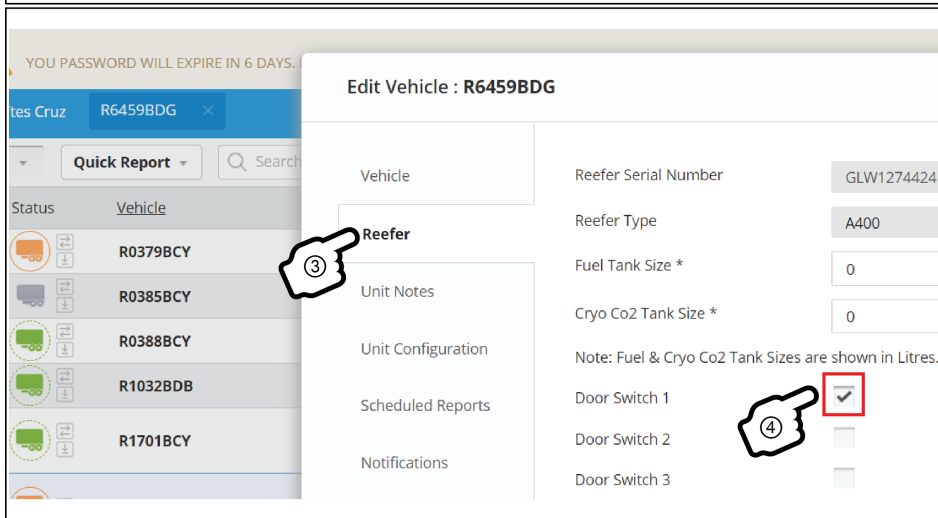 YOU PASSWORD WILL EXPIRE IN 6 DAYS.
Edit Vehicle : R6459BDG
tes Cruz R6459BDG ×
Quick Report Search
Status Vehicle
R0379BCY
R0385BCY
R0388BCY
R1032BDB
R1701BCY
Vehicle
Reefer
③
Unit Notes
Unit Configuration
Scheduled Reports
Notifications
Reefer Serial Number GLW1274424
Reefer Type A400
Fuel Tank Size * 0
Cryo Co2 Tank Size * 0
Note: Fuel & Cryo Co2 Tank Sizes are shown in Litres.
Door Switch 1
④
Door Switch 2
Door Switch 3